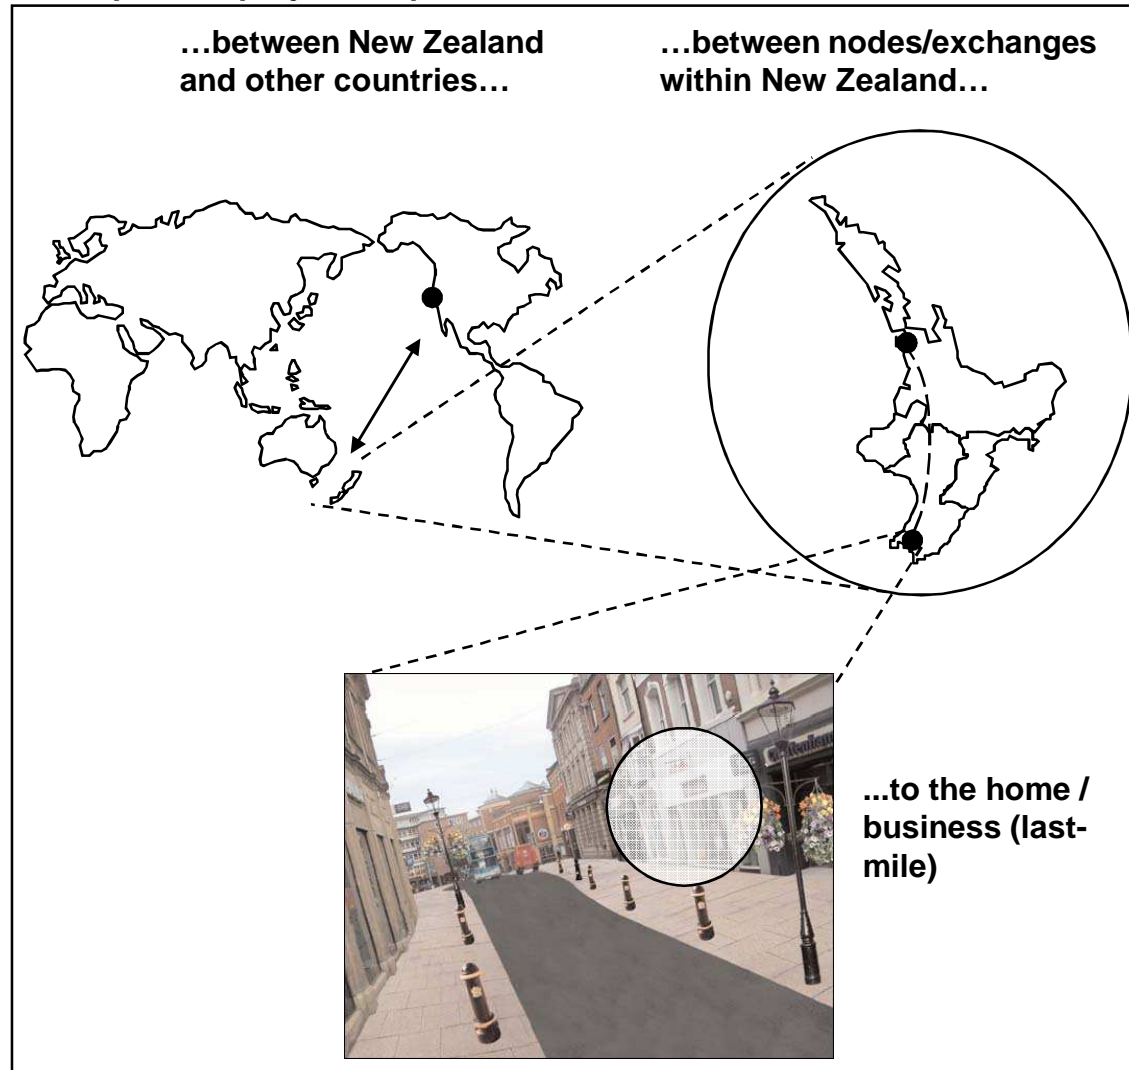 …between New Zealand
and other countries…
…between nodes/exchanges
within New Zealand…
...to the home /
business (last-
mile)